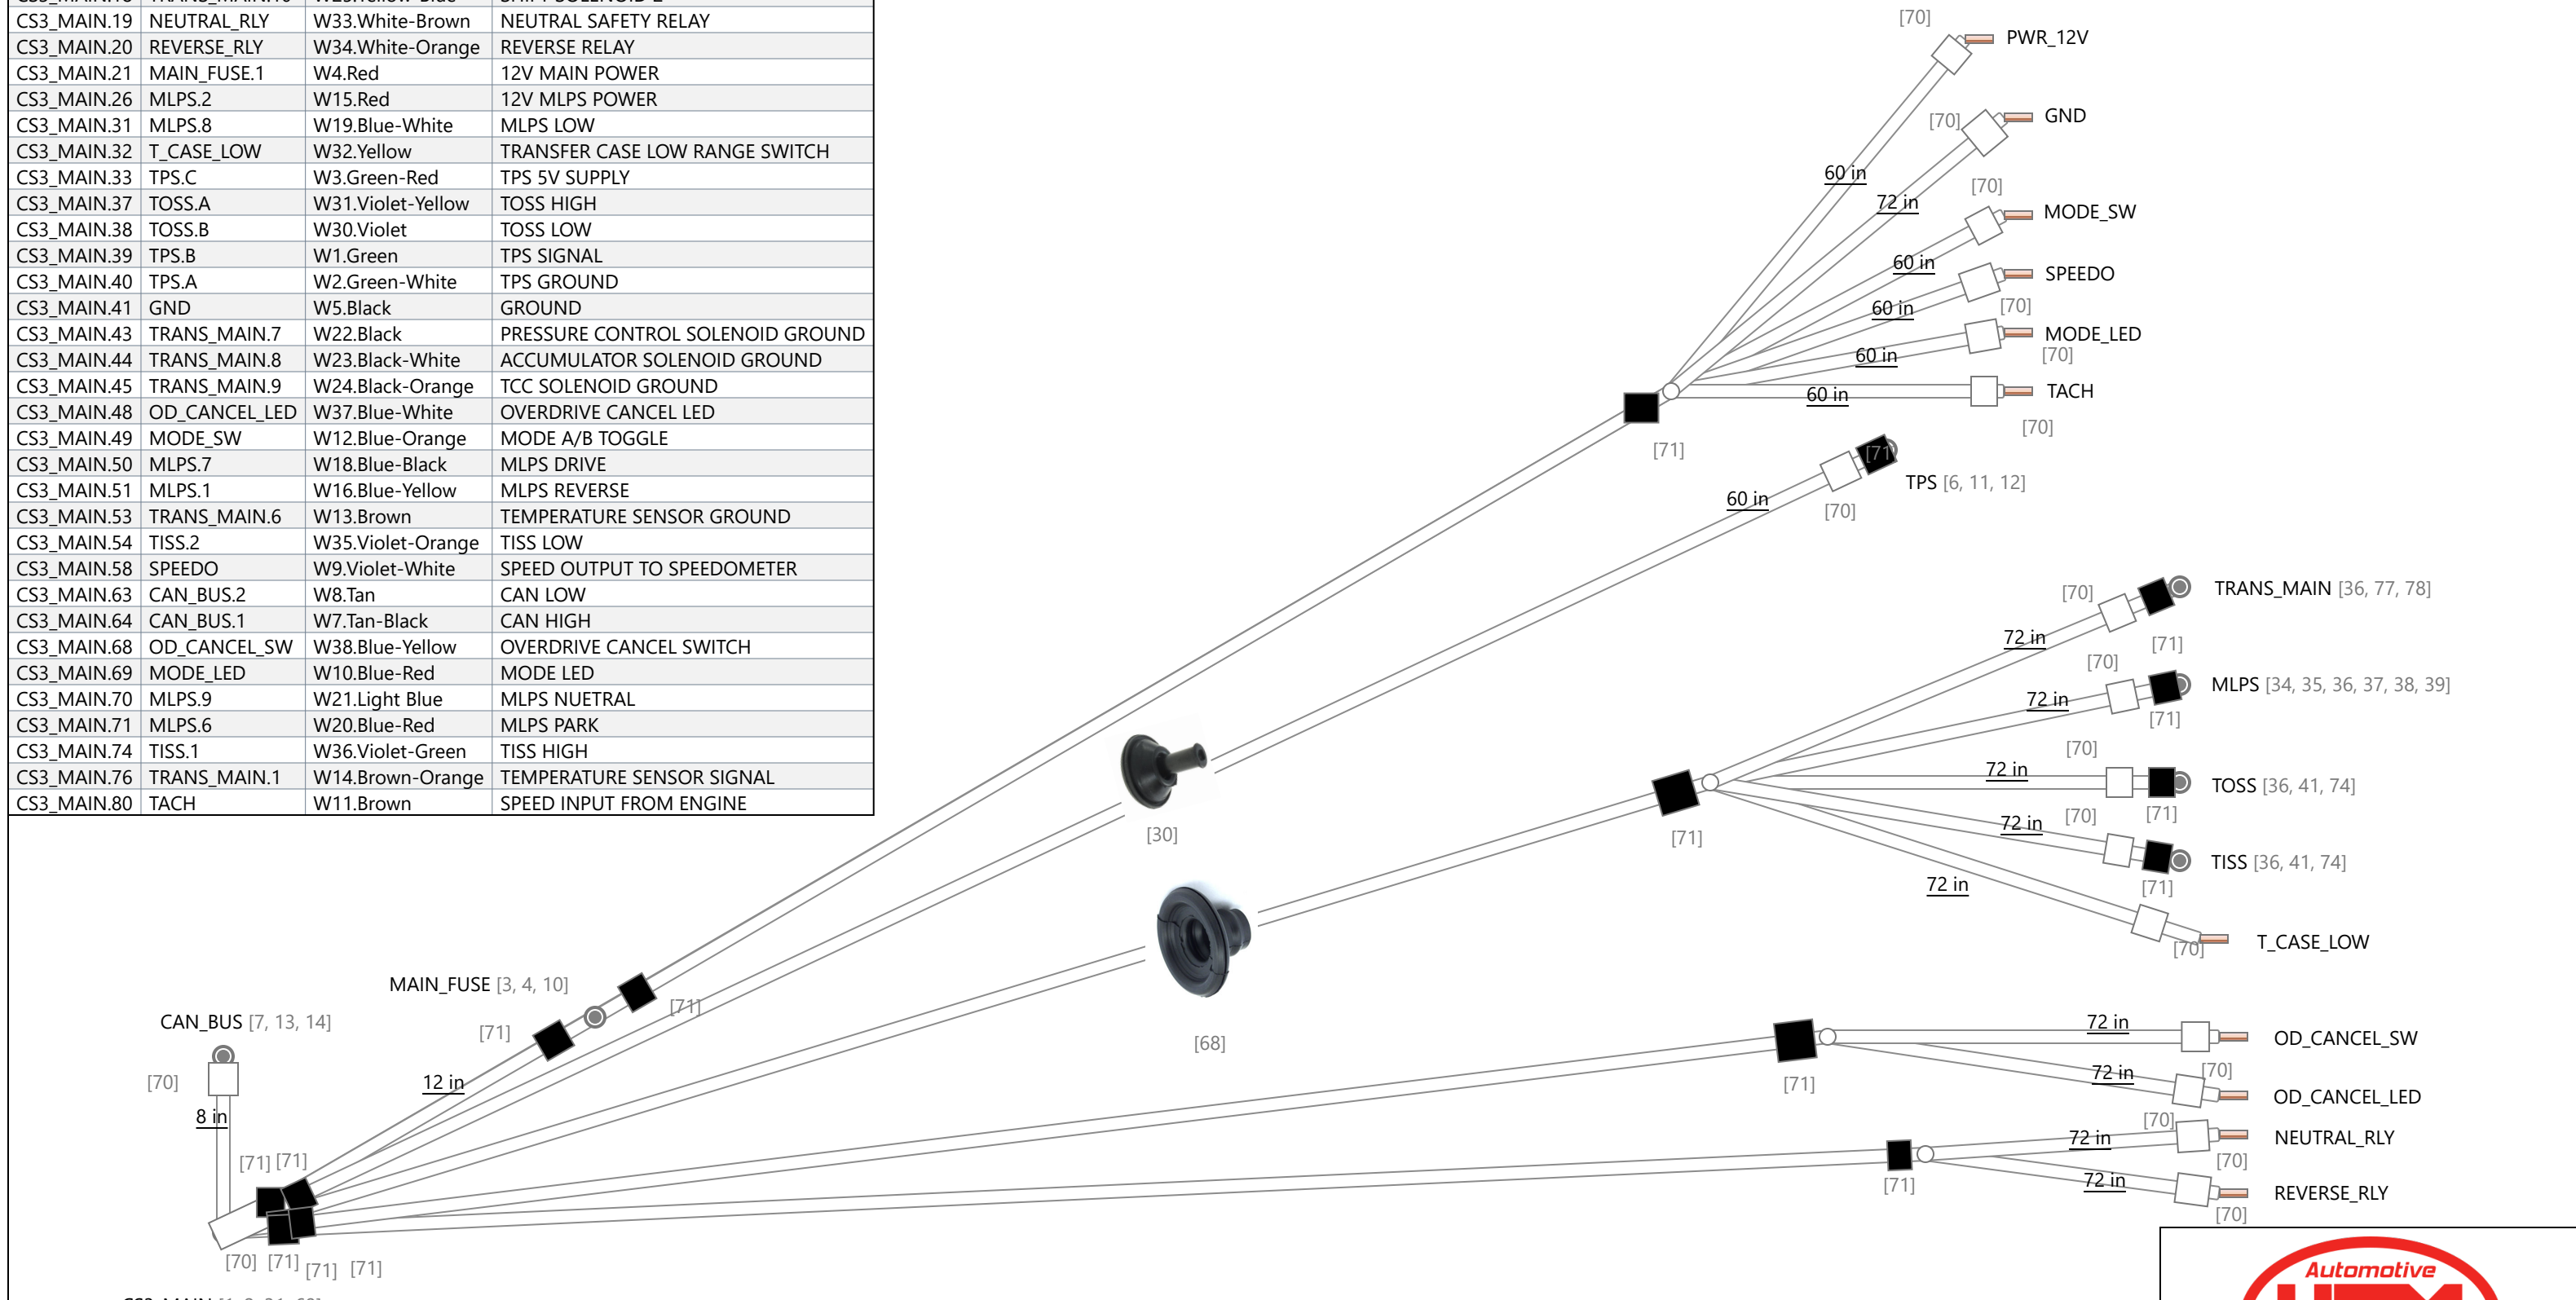 CS3_MAIN.19 NEUTRAL_RLY W33.White-Brown NEUTRAL SAFETY RELAY
CS3_MAIN.20 REVERSE_RLY W34.White-Orange REVERSE RELAY
CS3_MAIN.21 MAIN_FUSE.1 W4.Red 12V MAIN POWER
CS3_MAIN.26 MLPS.2 W15.Red 12V MLPS POWER
CS3_MAIN.31 MLPS.8 W19.Blue-White MLPS LOW
CS3_MAIN.32 T_CASE_LOW W32.Yellow TRANSFER CASE LOW RANGE SWITCH
CS3_MAIN.33 TPS.C W3.Green-Red TPS 5V SUPPLY
CS3_MAIN.37 TOSS.A W31.Violet-Yellow TOSS HIGH
CS3_MAIN.38 TOSS.B W30.Violet TOSS LOW
CS3_MAIN.39 TPS.B W1.Green TPS SIGNAL
CS3_MAIN.40 TPS.A W2.Green-White TPS GROUND
CS3_MAIN.41 GND W5.Black GROUND
CS3_MAIN.43 TRANS_MAIN.7 W22.Black PRESSURE CONTROL SOLENOID GROUND
CS3_MAIN.44 TRANS_MAIN.8 W23.Black-White ACCUMULATOR SOLENOID GROUND
CS3_MAIN.45 TRANS_MAIN.9 W24.Black-Orange TCC SOLENOID GROUND
CS3_MAIN.48 OD_CANCEL_LED W37.Blue-White OVERDRIVE CANCEL LED
CS3_MAIN.49 MODE_SW W12.Blue-Orange MODE A/B TOGGLE
CS3_MAIN.50 MLPS.7 W18.Blue-Black MLPS DRIVE
CS3_MAIN.51 MLPS.1 W16.Blue-Yellow MLPS REVERSE
CS3_MAIN.53 TRANS_MAIN.6 W13.Brown TEMPERATURE SENSOR GROUND
CS3_MAIN.54 TISS.2 W35.Violet-Orange TISS LOW
CS3_MAIN.58 SPEEDO W9.Violet-White SPEED OUTPUT TO SPEEDOMETER
CS3_MAIN.63 CAN_BUS.2 W8.Tan CAN LOW
CS3_MAIN.64 CAN_BUS.1 W7.Tan-Black CAN HIGH
CS3_MAIN.68 OD_CANCEL_SW W38.Blue-Yellow OVERDRIVE CANCEL SWITCH
CS3_MAIN.69 MODE_LED W10.Blue-Red MODE LED
CS3_MAIN.70 MLPS.9 W21.Light Blue MLPS NUETRAL
CS3_MAIN.71 MLPS.6 W20.Blue-Red MLPS PARK
CS3_MAIN.74 TISS.1 W36.Violet-Green TISS HIGH
CS3_MAIN.76 TRANS_MAIN.1 W14.Brown-Orange TEMPERATURE SENSOR SIGNAL
CS3_MAIN.80 TACH W11.Brown SPEED INPUT FROM ENGINE
[70]
PWR_12V
[70] GND
60 in
[70]
72 in
MODE_SW
60 in
SPEEDO
[70]
60 in
MODE_LED
[70]
60 in
TACH
60 in
[70]
[71]
[71]
TPS [6, 11, 12]
60 in
[70]
[70]
TRANS_MAIN [36, 77, 78]
72 in
[71]
[70]
MLPS [34, 35, 36, 37, 38, 39]
72 in
[71]
[70]
72 in
TOSS [36, 41, 74]
[70] [71]
72 in
[71]
TISS [36, 41, 74]
[71]
72 in
T_CASE_LOW
[70]
[30]
[68]
MAIN_FUSE [3, 4, 10]
[71]
[71]
CAN_BUS [7, 13, 14]
[70]
12 in
8 in
72 in
OD_CANCEL_SW
[70]
72 in
[71]
OD_CANCEL_LED
[70]
72 in
NEUTRAL_RLY
[70]
72 in
[71]
REVERSE_RLY
[70]
[71] [71]
[70] [71] [71] [71]
Automotive